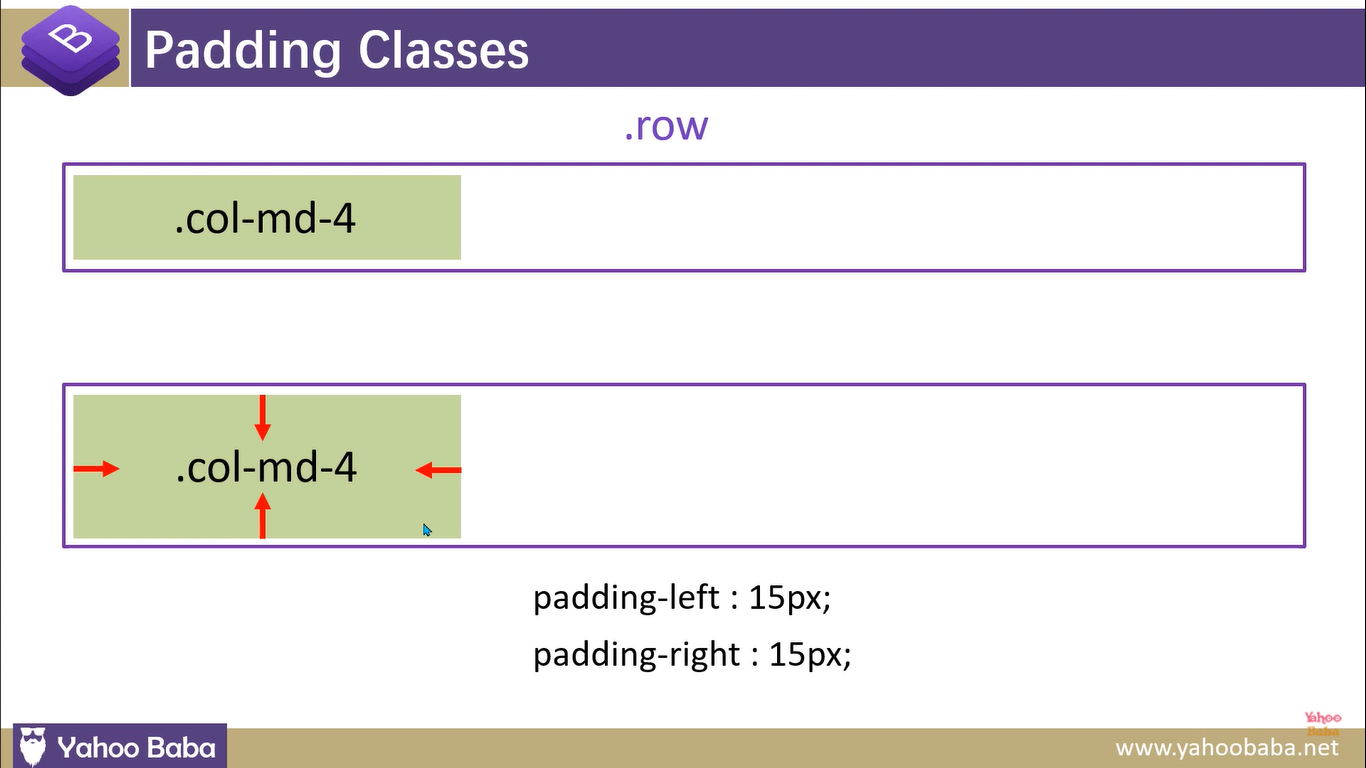 B
Padding Classes
.row
.col-md-4
.col-md-4
padding-left : 15px;
padding-right : 15px;
Yahoo
Baba
Yahoo Baba
www.yahoobaba.net